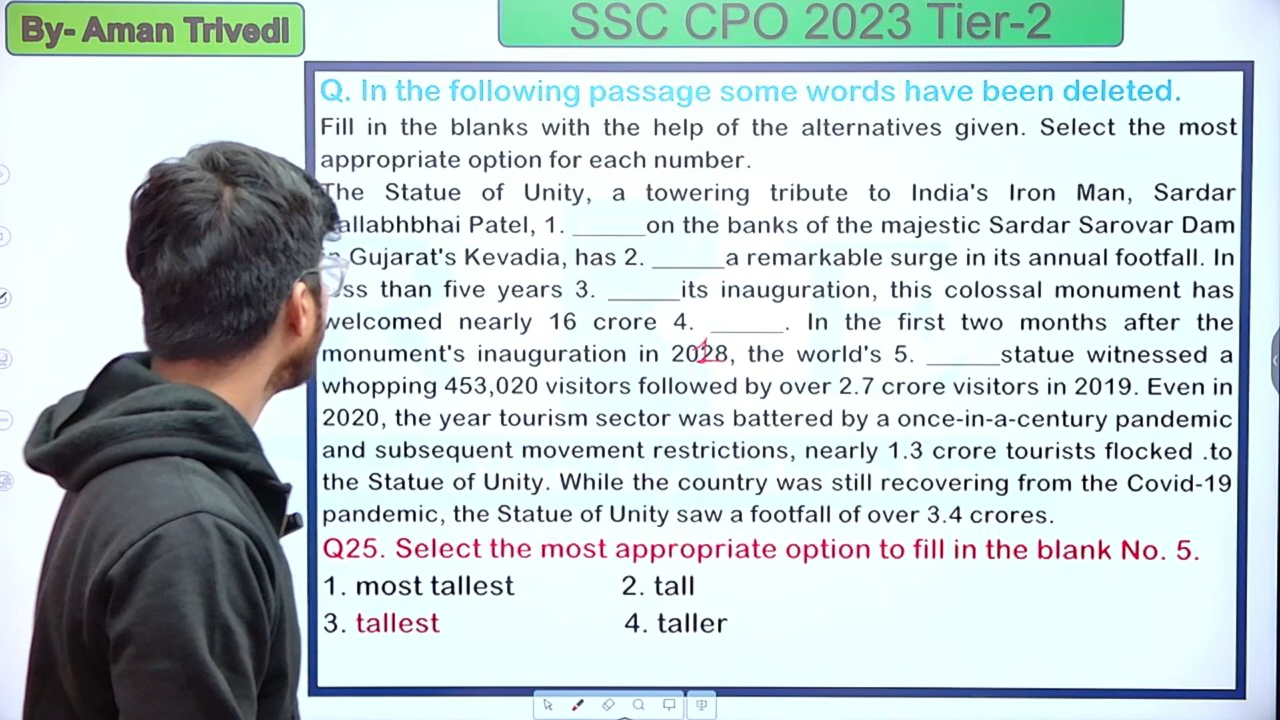 By- Aman Trivedi
SSC CPO 2023 Tier-2
Q. In the following passage some words have been deleted.
Fill in the blanks with the help of the alternatives given. Select the most
appropriate option for each number.
The Statue of Unity, a towering tribute to India's Iron Man, Sardar
allabhbhai Patel, 1. ______on the banks of the majestic Sardar Sarovar Dam
Gujarat's Kevadia, has 2. ______a remarkable surge in its annual footfall. In
ss than five years 3. ______its inauguration, this colossal monument has
welcomed nearly 16 crore 4. ______. In the first two months after the
monument's inauguration in 2028, the world's 5. ______statue witnessed a
whopping 453,020 visitors followed by over 2.7 crore visitors in 2019. Even in
2020, the year tourism sector was battered by a once-in-a-century pandemic
and subsequent movement restrictions, nearly 1.3 crore tourists flocked .to
the Statue of Unity. While the country was still recovering from the Covid-19
pandemic, the Statue of Unity saw a footfall of over 3.4 crores.
Q25. Select the most appropriate option to fill in the blank No. 5.
1. most tallest 2. tall
3. tallest 4. taller